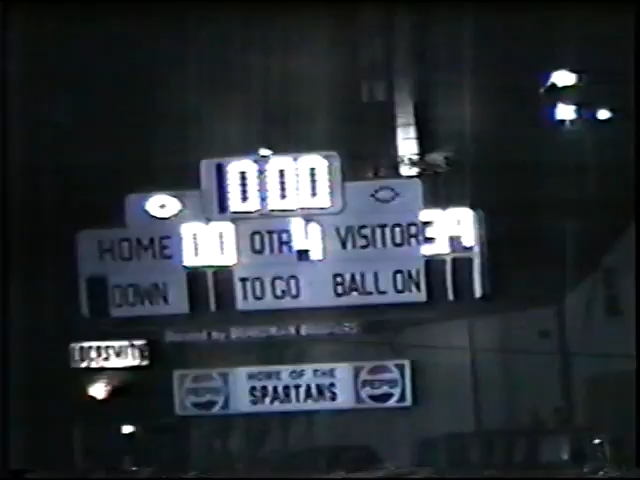 0:00
HOME 00 QTR 4 VISITOR 39
DOWN TO GO BALL ON
LOCKSMITH
HOME OF THE
PEPSI SPARTANS PEPSI